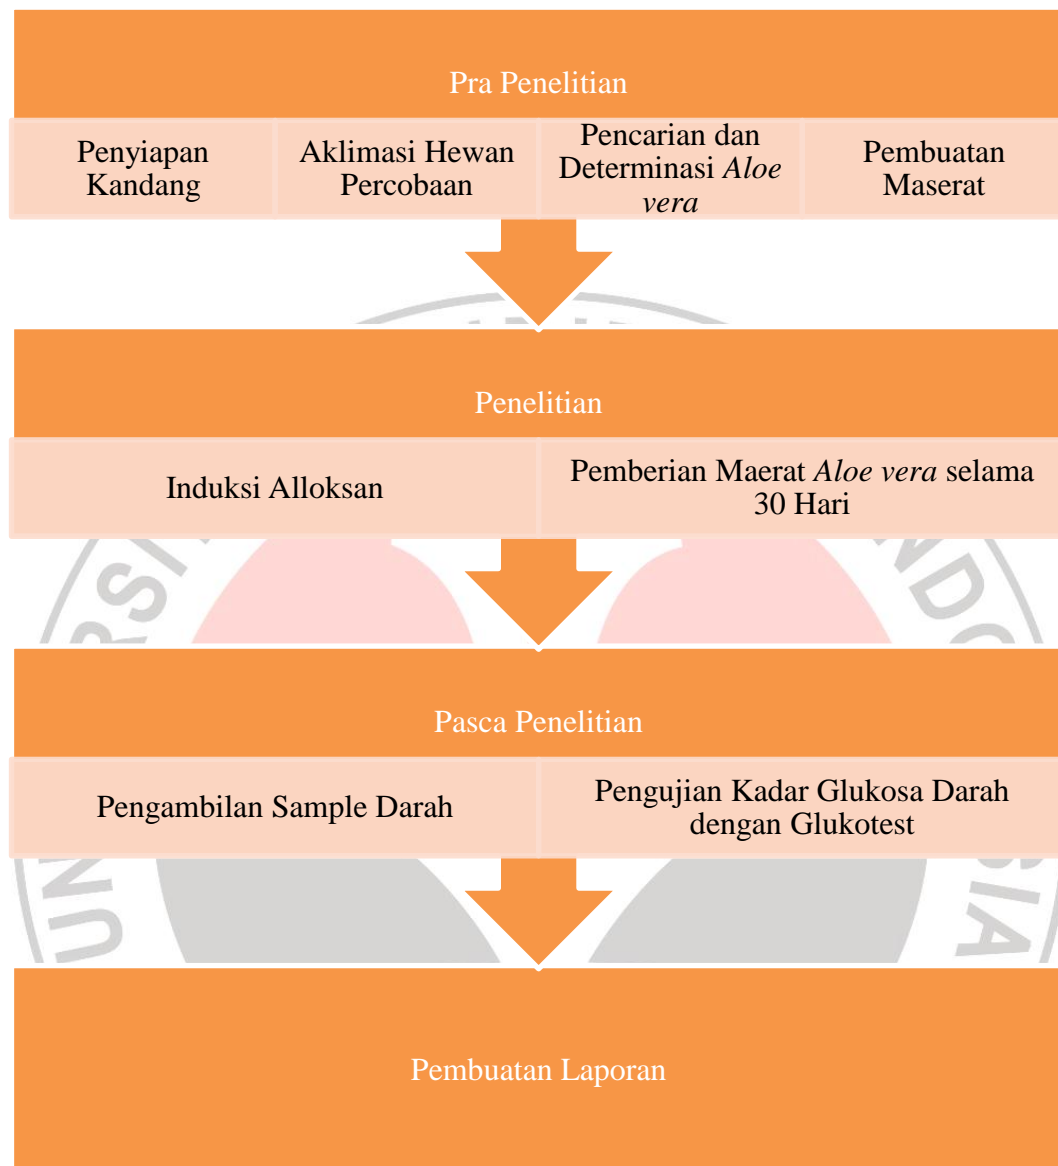 Pra Penelitian
Penyiapan
Kandang
Aklimasi Hewan
Percobaan
Pencarian dan
Determinasi Aloe
vera
Pembuatan
Maserat
Penelitian
Induksi Alloksan
Pemberian Maerat Aloe vera selama
30 Hari
Pasca Penelitian
Pengambilan Sample Darah
Pengujian Kadar Glukosa Darah
dengan Glukotest
Pembuatan Laporan